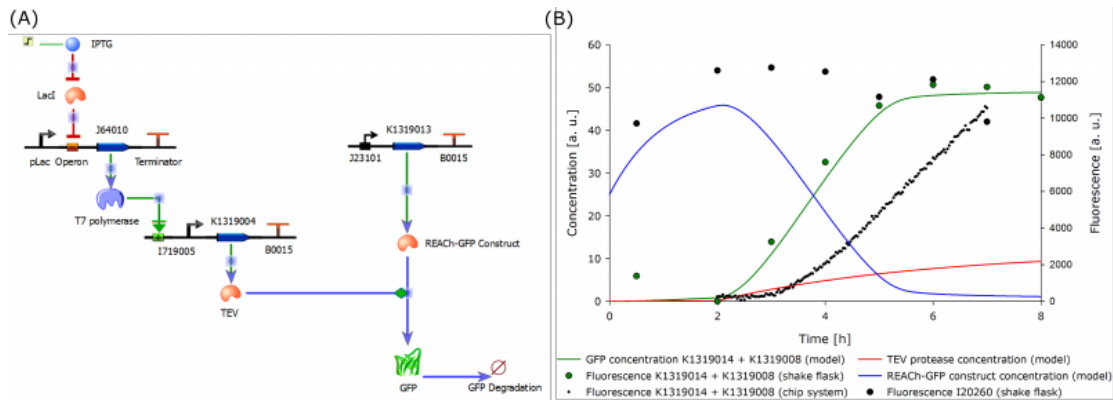 (A)
IPTG
LacI
J64010
pLac Operon Terminator
T7 polymerase
K1319004
I719005 B0015
TEV
K1319013
J23101 B0015
REACh-GFP Construct
GFP GFP Degradation
(B)
Concentration [a. u.]
60
50
40
30
20
10
0
14000
12000
10000
8000
6000
4000
2000
0
Fluorescence [a. u.]
0 2 4 6 8
Time [h]
GFP concentration K1319014 + K1319008 (model) TEV protease concentration (model)
Fluorescence K1319014 + K1319008 (shake flask) REACh-GFP construct concentration (model)
Fluorescence K1319014 + K1319008 (chip system) Fluorescence I20260 (shake flask)